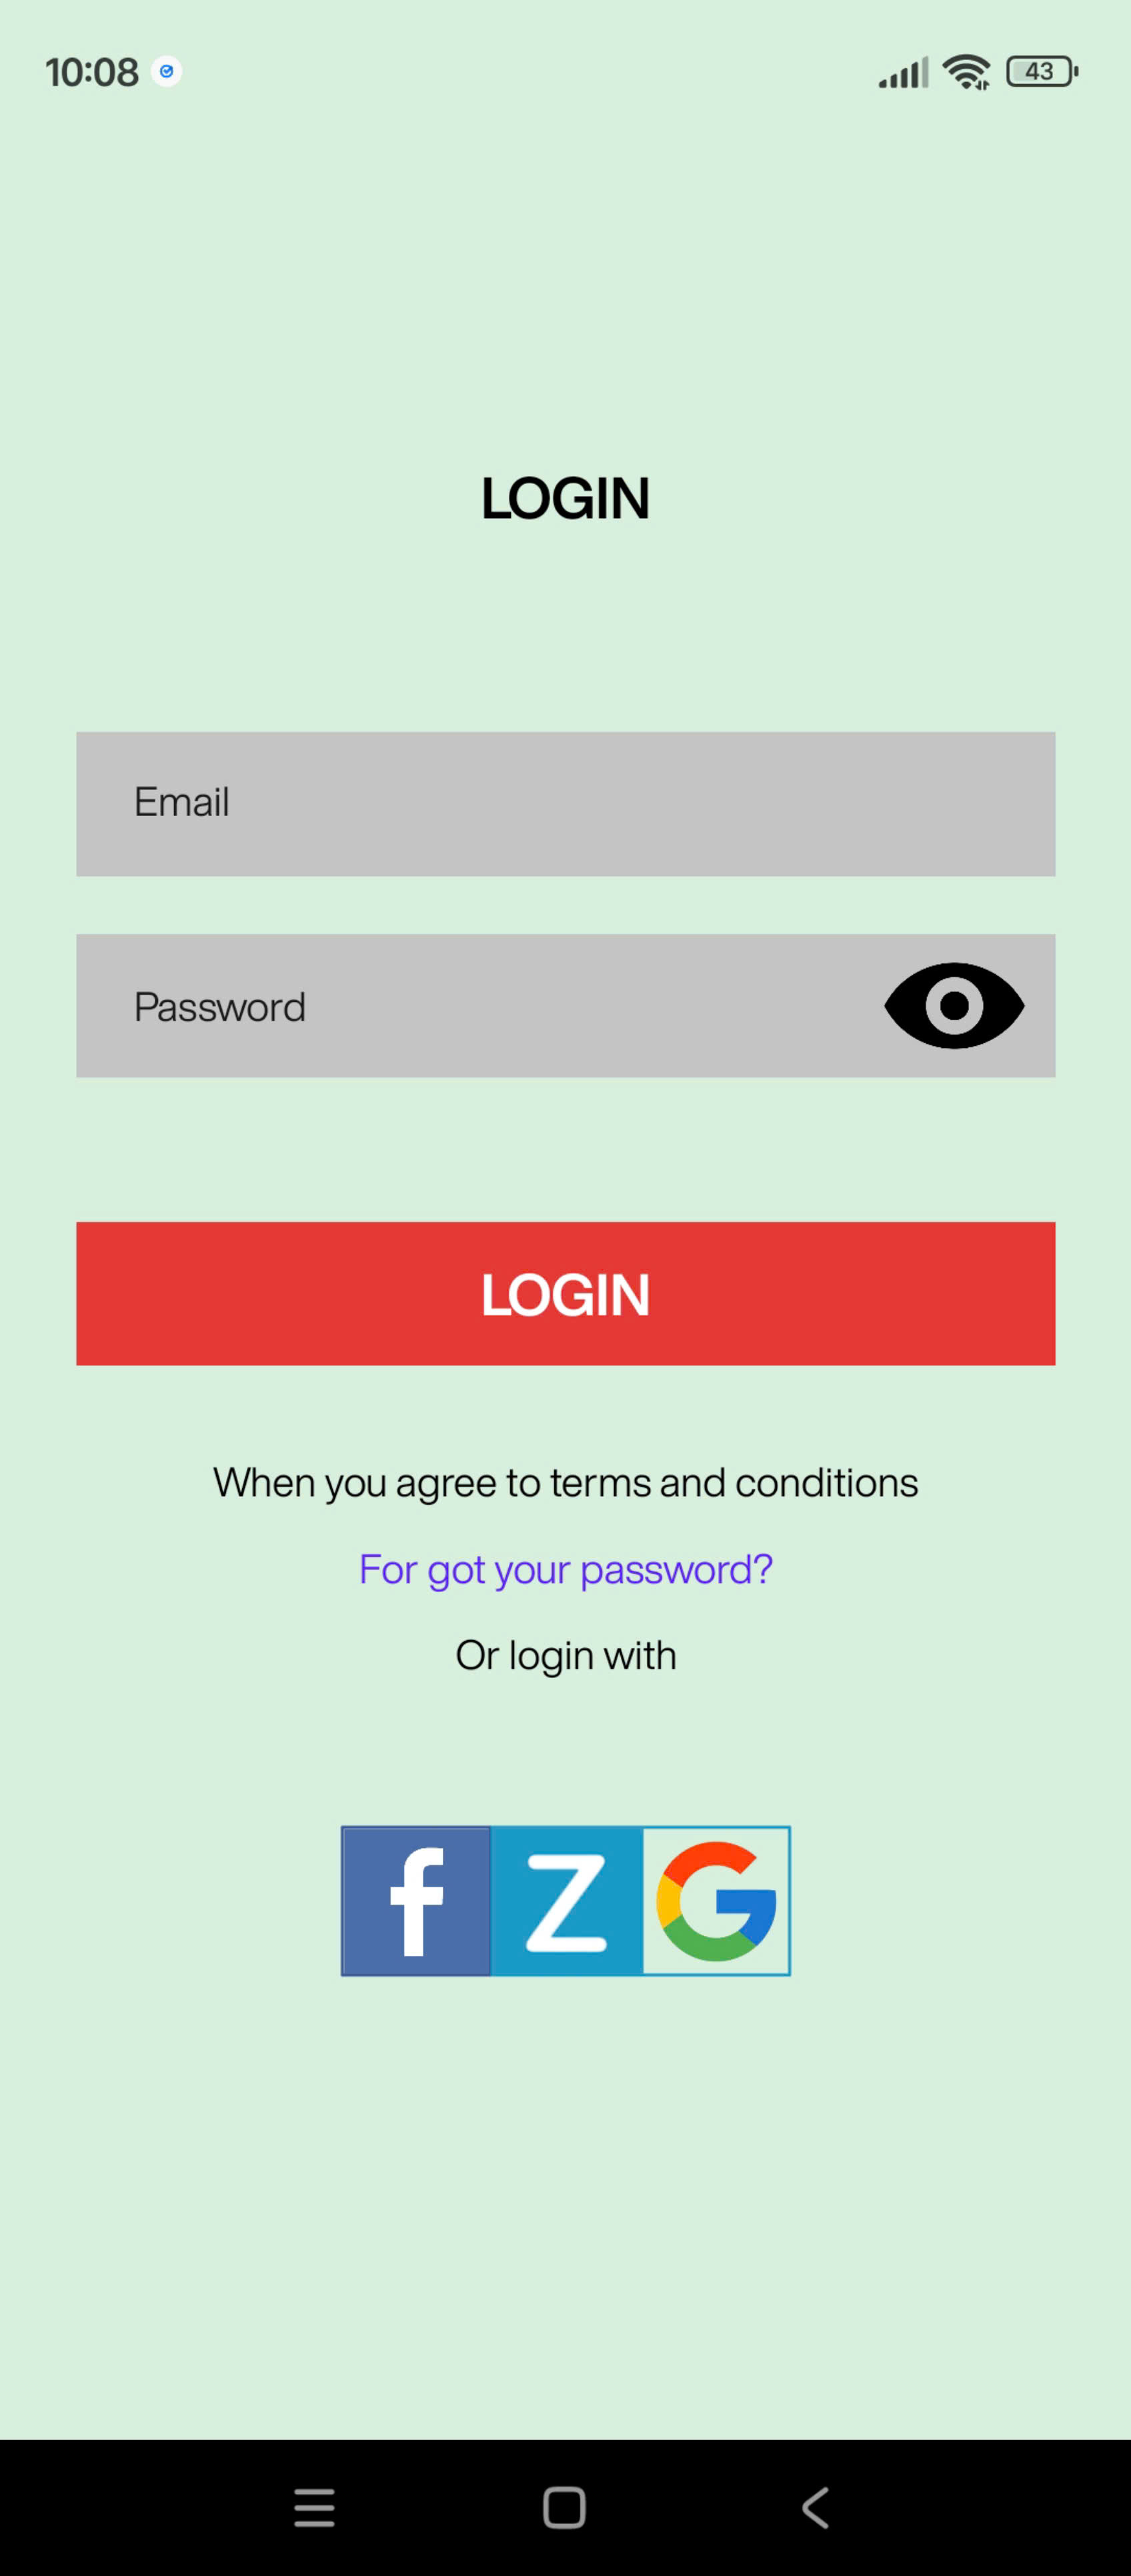 10:08
43
LOGIN
Email
Password
LOGIN
When you agree to terms and conditions
For got your password?
Or login with
f Z G